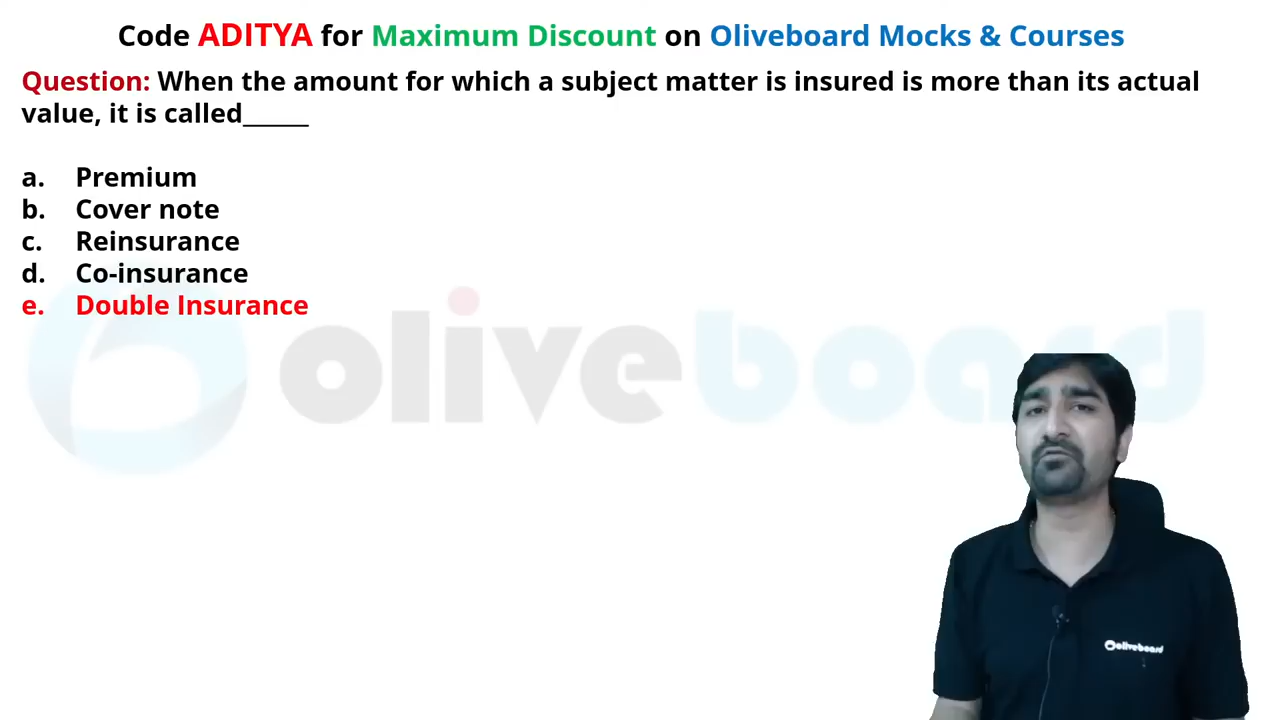 Code ADITYA for Maximum Discount on Oliveboard Mocks & Courses
Question: When the amount for which a subject matter is insured is more than its actual
value, it is called______
a. Premium
b. Cover note
c. Reinsurance
d. Co-insurance
e. Double Insurance
oliveboard
oliveboard